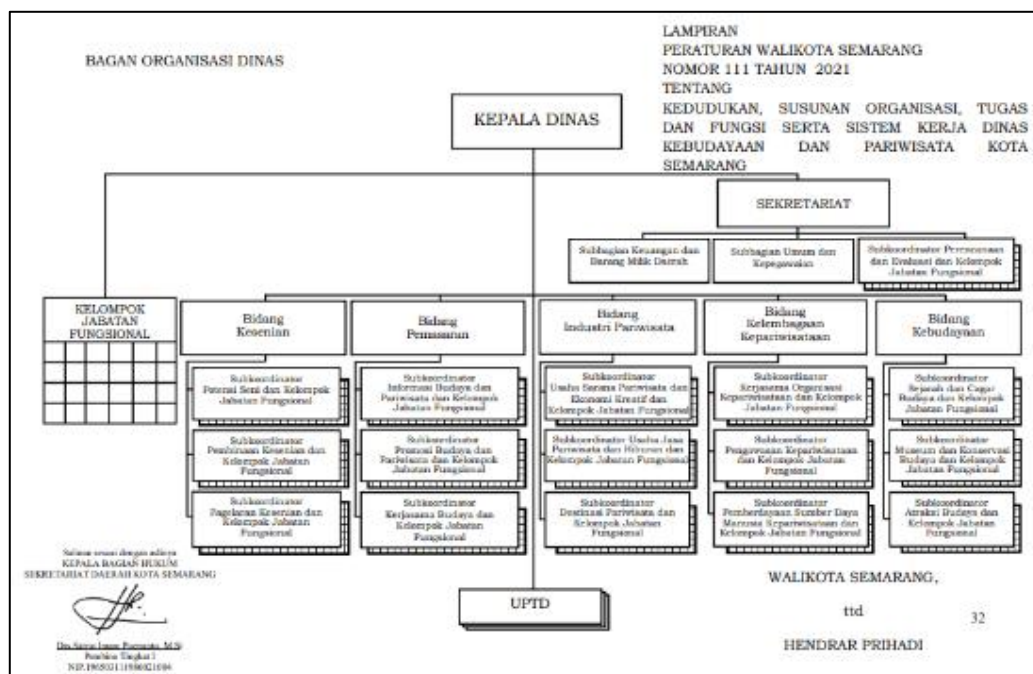 BAGAN ORGANISASI DINAS
LAMPIRAN
PERATURAN WALIKOTA SEMARANG
NOMOR 111 TAHUN 2021
TENTANG
KEDUDUKAN, SUSUNAN ORGANISASI, TUGAS
DAN FUNGSI SERTA SISTEM KERJA DINAS
KEBUDAYAAN DAN PARIWISATA KOTA
SEMARANG
KEPALA DINAS
SEKRETARIAT
Subbagian Keuangan dan
Barang Milik Daerah
Subbagian Umum dan
Kepegawaian
Subkoordinator Perencanaan
dan Evaluasi dan Kelompok
Jabatan Fungsional
KELOMPOK
JABATAN
FUNGSIONAL
Bidang
Kesenian
Bidang
Pemasaran
Bidang
Industri Pariwisata
Bidang
Kelembagaan
Kepariwisataan
Bidang
Kebudayaan
Subkoordinator
Potensi Seni dan Kelompok
Jabatan Fungsional
Subkoordinator
Informasi Budaya dan
Pariwisata dan Kelompok
Jabatan Fungsional
Subkoordinator
Usaha Sarana Pariwisata dan
Ekonomi Kreatif dan
Kelompok Jabatan Fungsional
Subkoordinator
Kerjasama Organisasi
Kepariwisataan dan Kelompok
Jabatan Fungsional
Subkoordinator
Sejarah dan Cagar
Budaya dan Kelompok
Jabatan Fungsional
Subkoordinator
Pembinaan Kesenian dan
Kelompok Jabatan
Fungsional
Subkoordinator
Promosi Budaya dan
Pariwisata dan Kelompok
Jabatan Fungsional
Subkoordinator Usaha Jasa
Pariwisata dan Hiburan dan
Kelompok Jabatan Fungsional
Subkoordinator
Pengawasan Kepariwisataan
dan Kelompok Jabatan
Fungsional
Subkoordinator
Museum dan Konservasi
Budaya dan Kelompok
Jabatan Fungsional
Subkoordinator
Pagelaran Kesenian dan
Kelompok Jabatan
Fungsional
Subkoordinator
Kerjasama Budaya dan
Kelompok Jabatan
Fungsional
Subkoordinator
Destinasi Pariwisata dan
Kelompok Jabatan
Fungsional
Subkoordinator
Pemberdayaan Sumber Daya
Manusia Kepariwisataan dan
Kelompok Jabatan Fungsional
Subkoordinator
Atraksi Budaya dan
Kelompok Jabatan
Fungsional
UPTD
Salinan sesuai dengan aslinya
KEPALA BAGIAN HUKUM
SEKRETARIAT DAERAH KOTA SEMARANG
Pembina Tingkat I
WALIKOTA SEMARANG,
ttd
HENDRAR PRIHADI
32